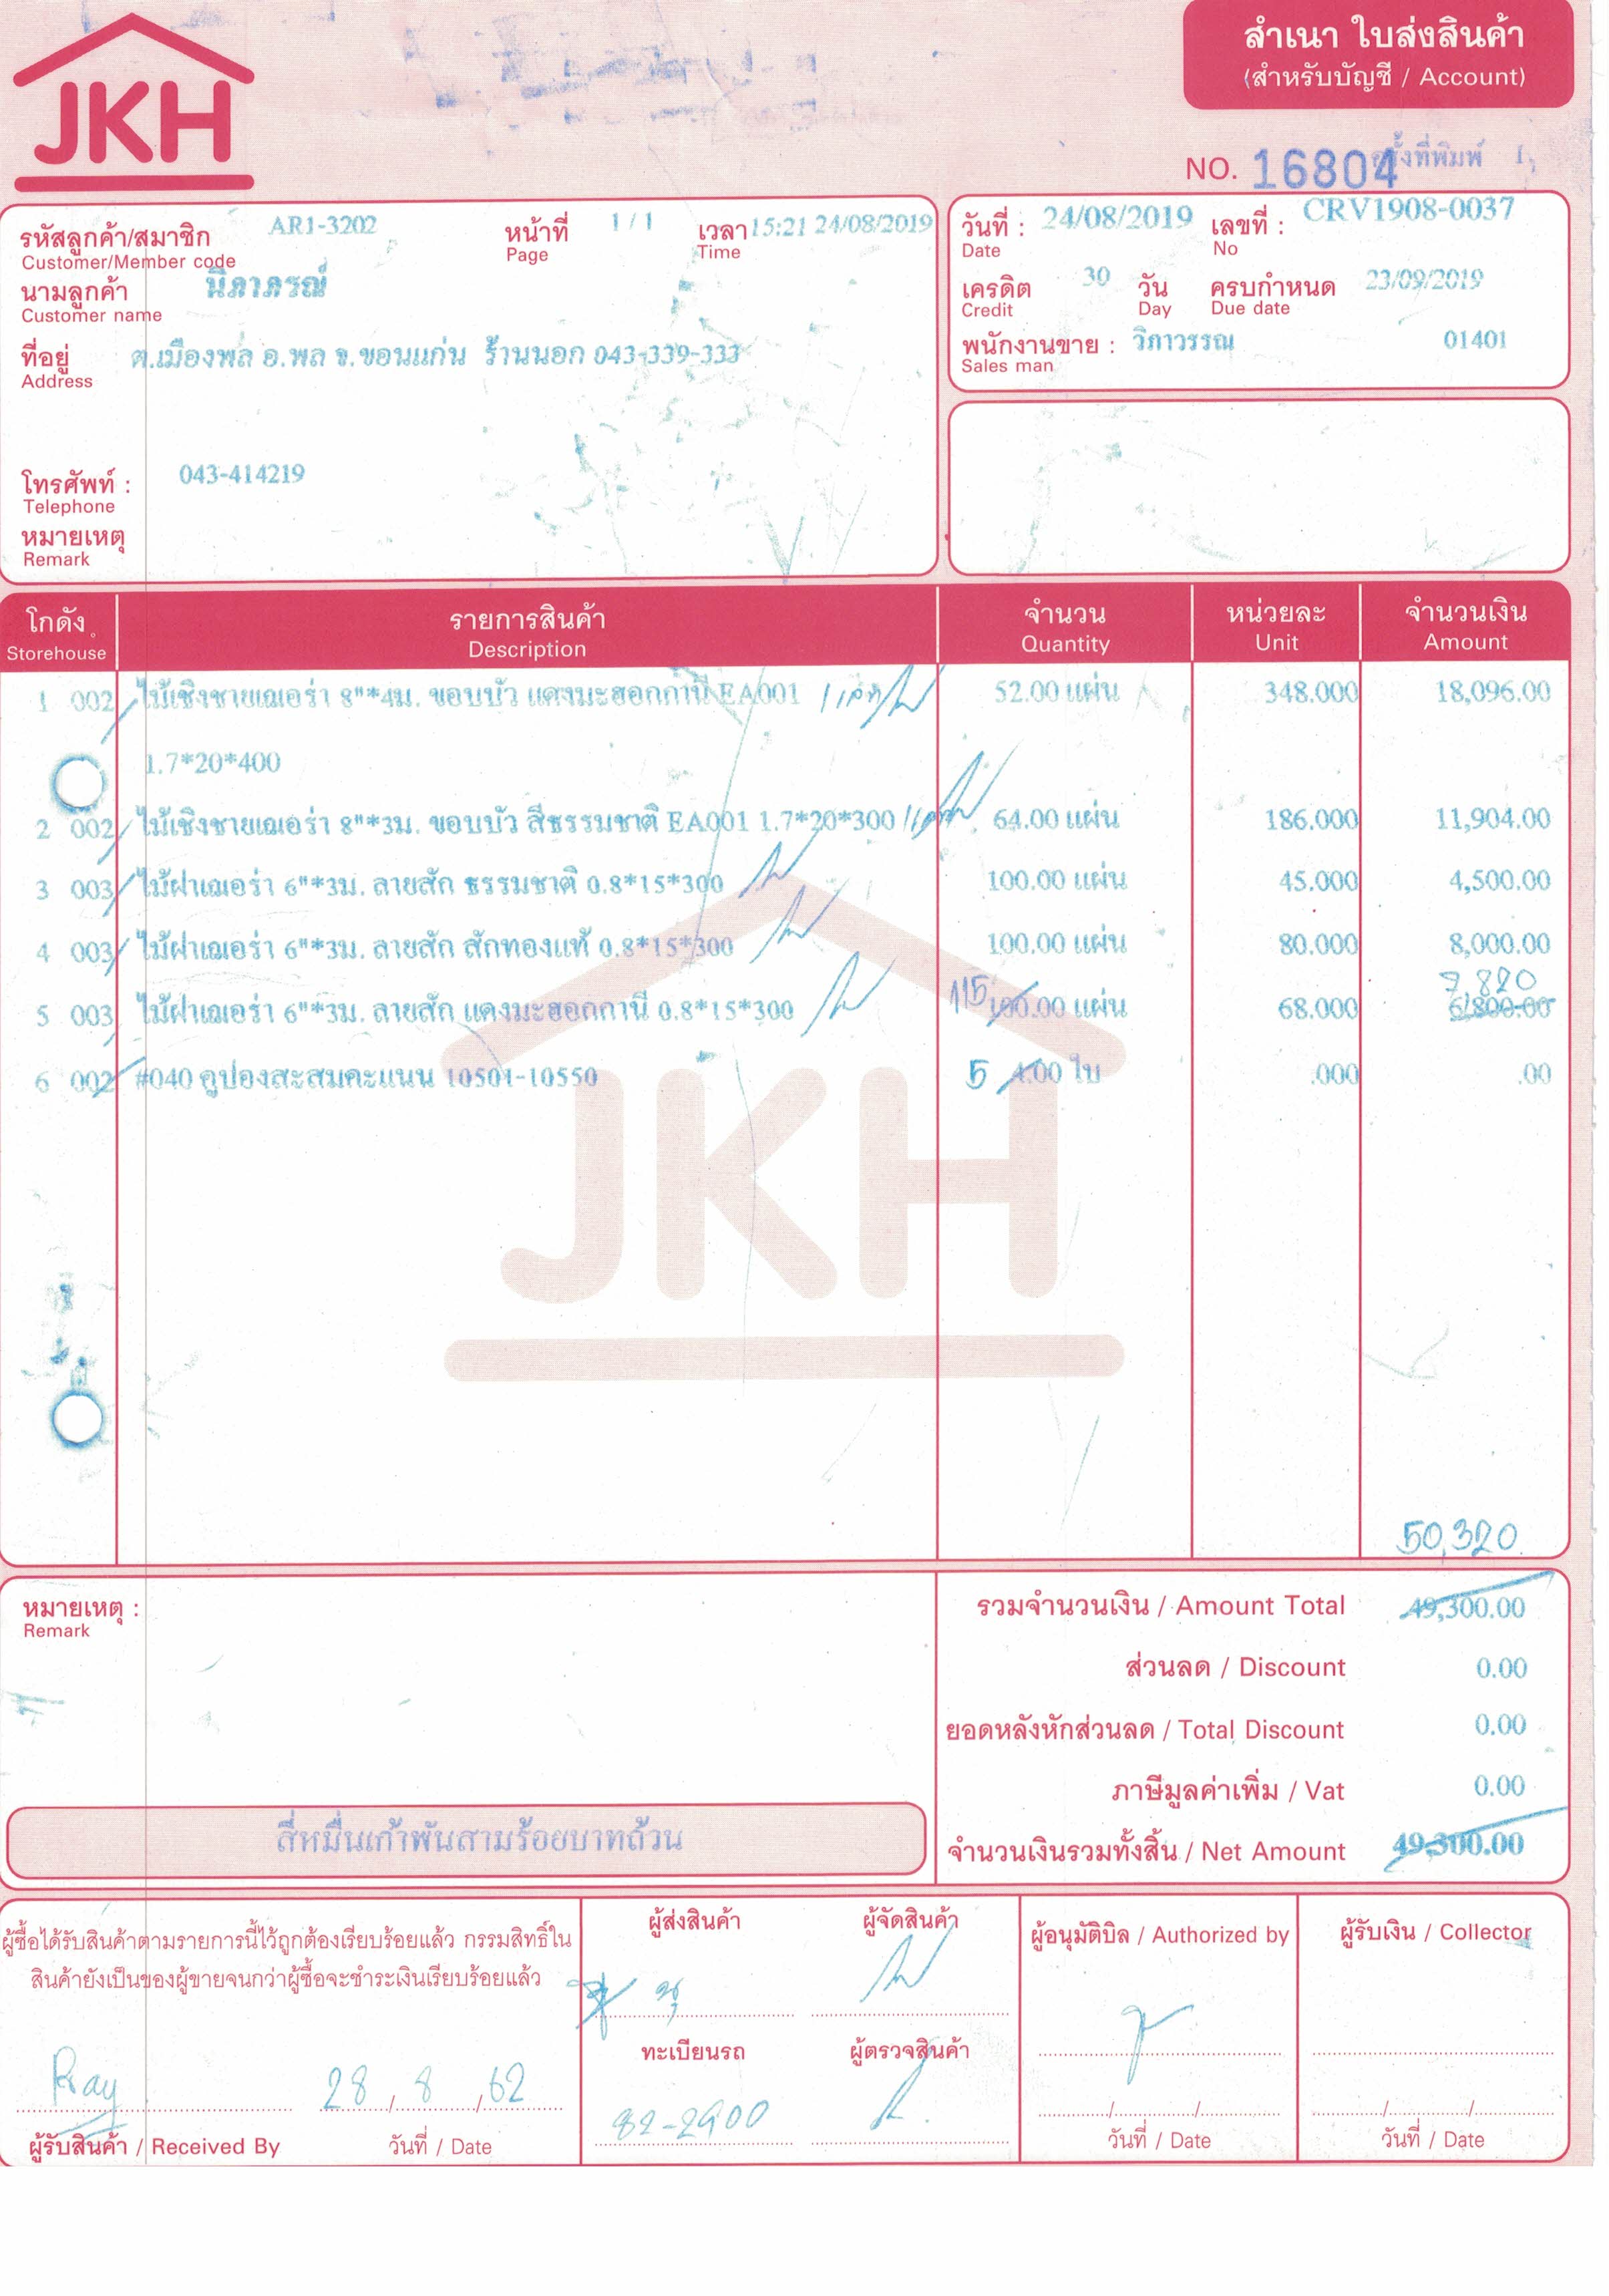 JKH
สำเนา ใบส่งสินค้า
(สำหรับบัญชี / Account)
ครั้งที่พิมพ์ 1,
NO. 16804
รหัสลูกค้า/สมาชิก AR1-3202 หน้าที่ 1 / 1 เวลา 15:21 24/08/2019
Customer/Member code Page Time
นามลูกค้า นิภาภรณ์
Customer name
ที่อยู่ ต.เมืองพล อ.พล จ.ขอนแก่น ร้านนอก 043-339-333
Address
โทรศัพท์ : 043-414219
Telephone
หมายเหตุ
Remark
วันที่ : 24/08/2019 เลขที่ : CRV1908-0037
Date No
เครดิต 30 วัน ครบกำหนด 23/09/2019
Credit Day Due date
พนักงานขาย : วิภาวรรณ 01401
Sales man
โกดัง รายการสินค้า จำนวน หน่วยละ จำนวนเงิน
Storehouse Description Quantity Unit Amount
1 002 ไม้เชิงชายเฌอร่า 8"*4ม. ขอบบัว แดงมะฮอกกานี EA001 52.00 แผ่น 348.000 18,096.00
1.7*20*400
2 002 ไม้เชิงชายเฌอร่า 8"*3ม. ขอบบัว สีธรรมชาติ EA001 1.7*20*300 64.00 แผ่น 186.000 11,904.00
3 003 ไม้ฝาเฌอร่า 6"*3ม. ลายสัก ธรรมชาติ 0.8*15*300 100.00 แผ่น 45.000 4,500.00
4 003 ไม้ฝาเฌอร่า 6"*3ม. ลายสัก สักทองแท้ 0.8*15*300 100.00 แผ่น 80.000 8,000.00
7,820
5 003 ไม้ฝาเฌอร่า 6"*3ม. ลายสัก แดงมะฮอกกานี 0.8*15*300 115 100.00 แผ่น 68.000 6,800.00
6 002 #040 คูปองสะสมคะแนน 10501-10550 5 4.00 ใบ .000 .00
JKH
50,320
หมายเหตุ :
Remark
รวมจำนวนเงิน / Amount Total 49,300.00
ส่วนลด / Discount 0.00
ยอดหลังหักส่วนลด / Total Discount 0.00
ภาษีมูลค่าเพิ่ม / Vat 0.00
สี่หมื่นเก้าพันสามร้อยบาทถ้วน
จำนวนเงินรวมทั้งสิ้น / Net Amount 49,300.00
ผู้ซื้อได้รับสินค้าตามรายการนี้ไว้ถูกต้องเรียบร้อยแล้ว กรรมสิทธิ์ใน
สินค้ายังเป็นของผู้ขายจนกว่าผู้ซื้อจะชำระเงินเรียบร้อยแล้ว
Ray 28 / 8 / 62
ผู้รับสินค้า / Received By วันที่ / Date
ผู้ส่งสินค้า ผู้จัดสินค้า
ทะเบียนรถ ผู้ตรวจสินค้า
82-2900
ผู้อนุมัติบิล / Authorized by
วันที่ / Date
ผู้รับเงิน / Collector
วันที่ / Date